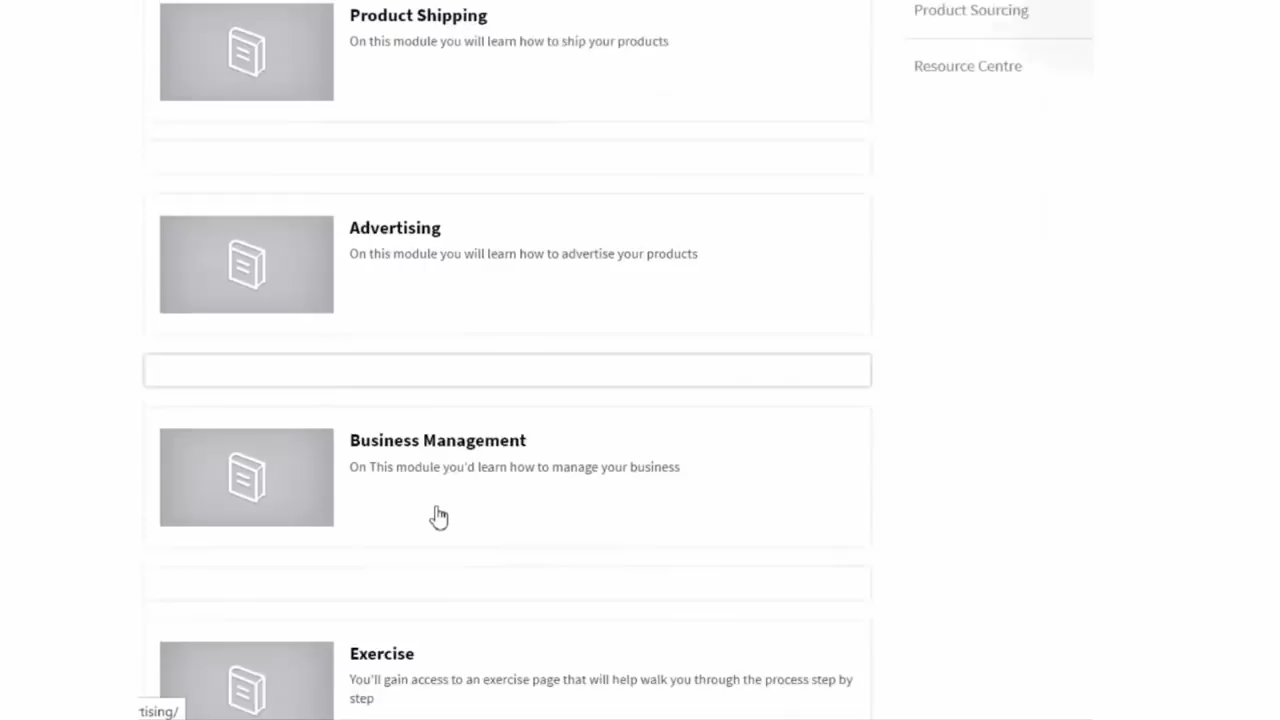 Product Shipping
On this module you will learn how to ship your products
Product Sourcing
Resource Centre
Advertising
On this module you will learn how to advertise your products
Business Management
On This module you'd learn how to manage your business
Exercise
You'll gain access to an exercise page that will help walk you through the process step by
step
tising/